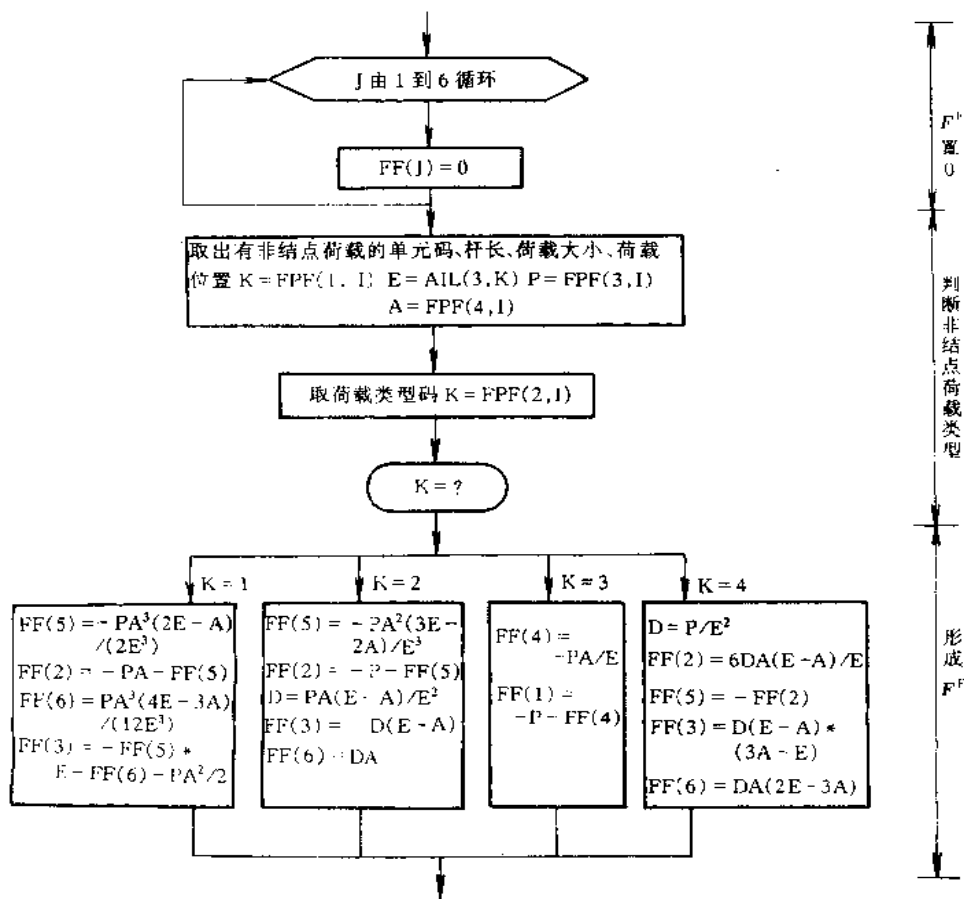 J 由 1 到 6 循环
FF(J)=0
取出有非结点荷载的单元码、杆长、荷载大小、荷载
位置 K=FPF(1,I) E=AIL(3,K) P=FPF(3,I)
A=FPF(4,I)
取荷载类型码 K=FPF(2,I)
K=?
K=1
FF(5)=-PA³(2E-A)
/(2E³)
FF(2)=-PA-FF(5)
FF(6)=PA³(4E-3A)
/(12E³)
FF(3)=-FF(5)*
E-FF(6)-PA²/2
K=2
FF(5)=-PA²(3E-
2A)/E³
FF(2)=-P-FF(5)
D=PA(E-A)/E²
FF(3)= D(E-A)
FF(6)=DA
K=3
FF(4)=
-PA/E
FF(1)=
-P-FF(4)
K=4
D=P/E²
FF(2)=6DA(E-A)/E
FF(5)=-FF(2)
FF(3)=D(E-A)*
(3A-E)
FF(6)=DA(2E-3A)
Fᶠ置0
判断非结点荷载类型
形成Fᶠ